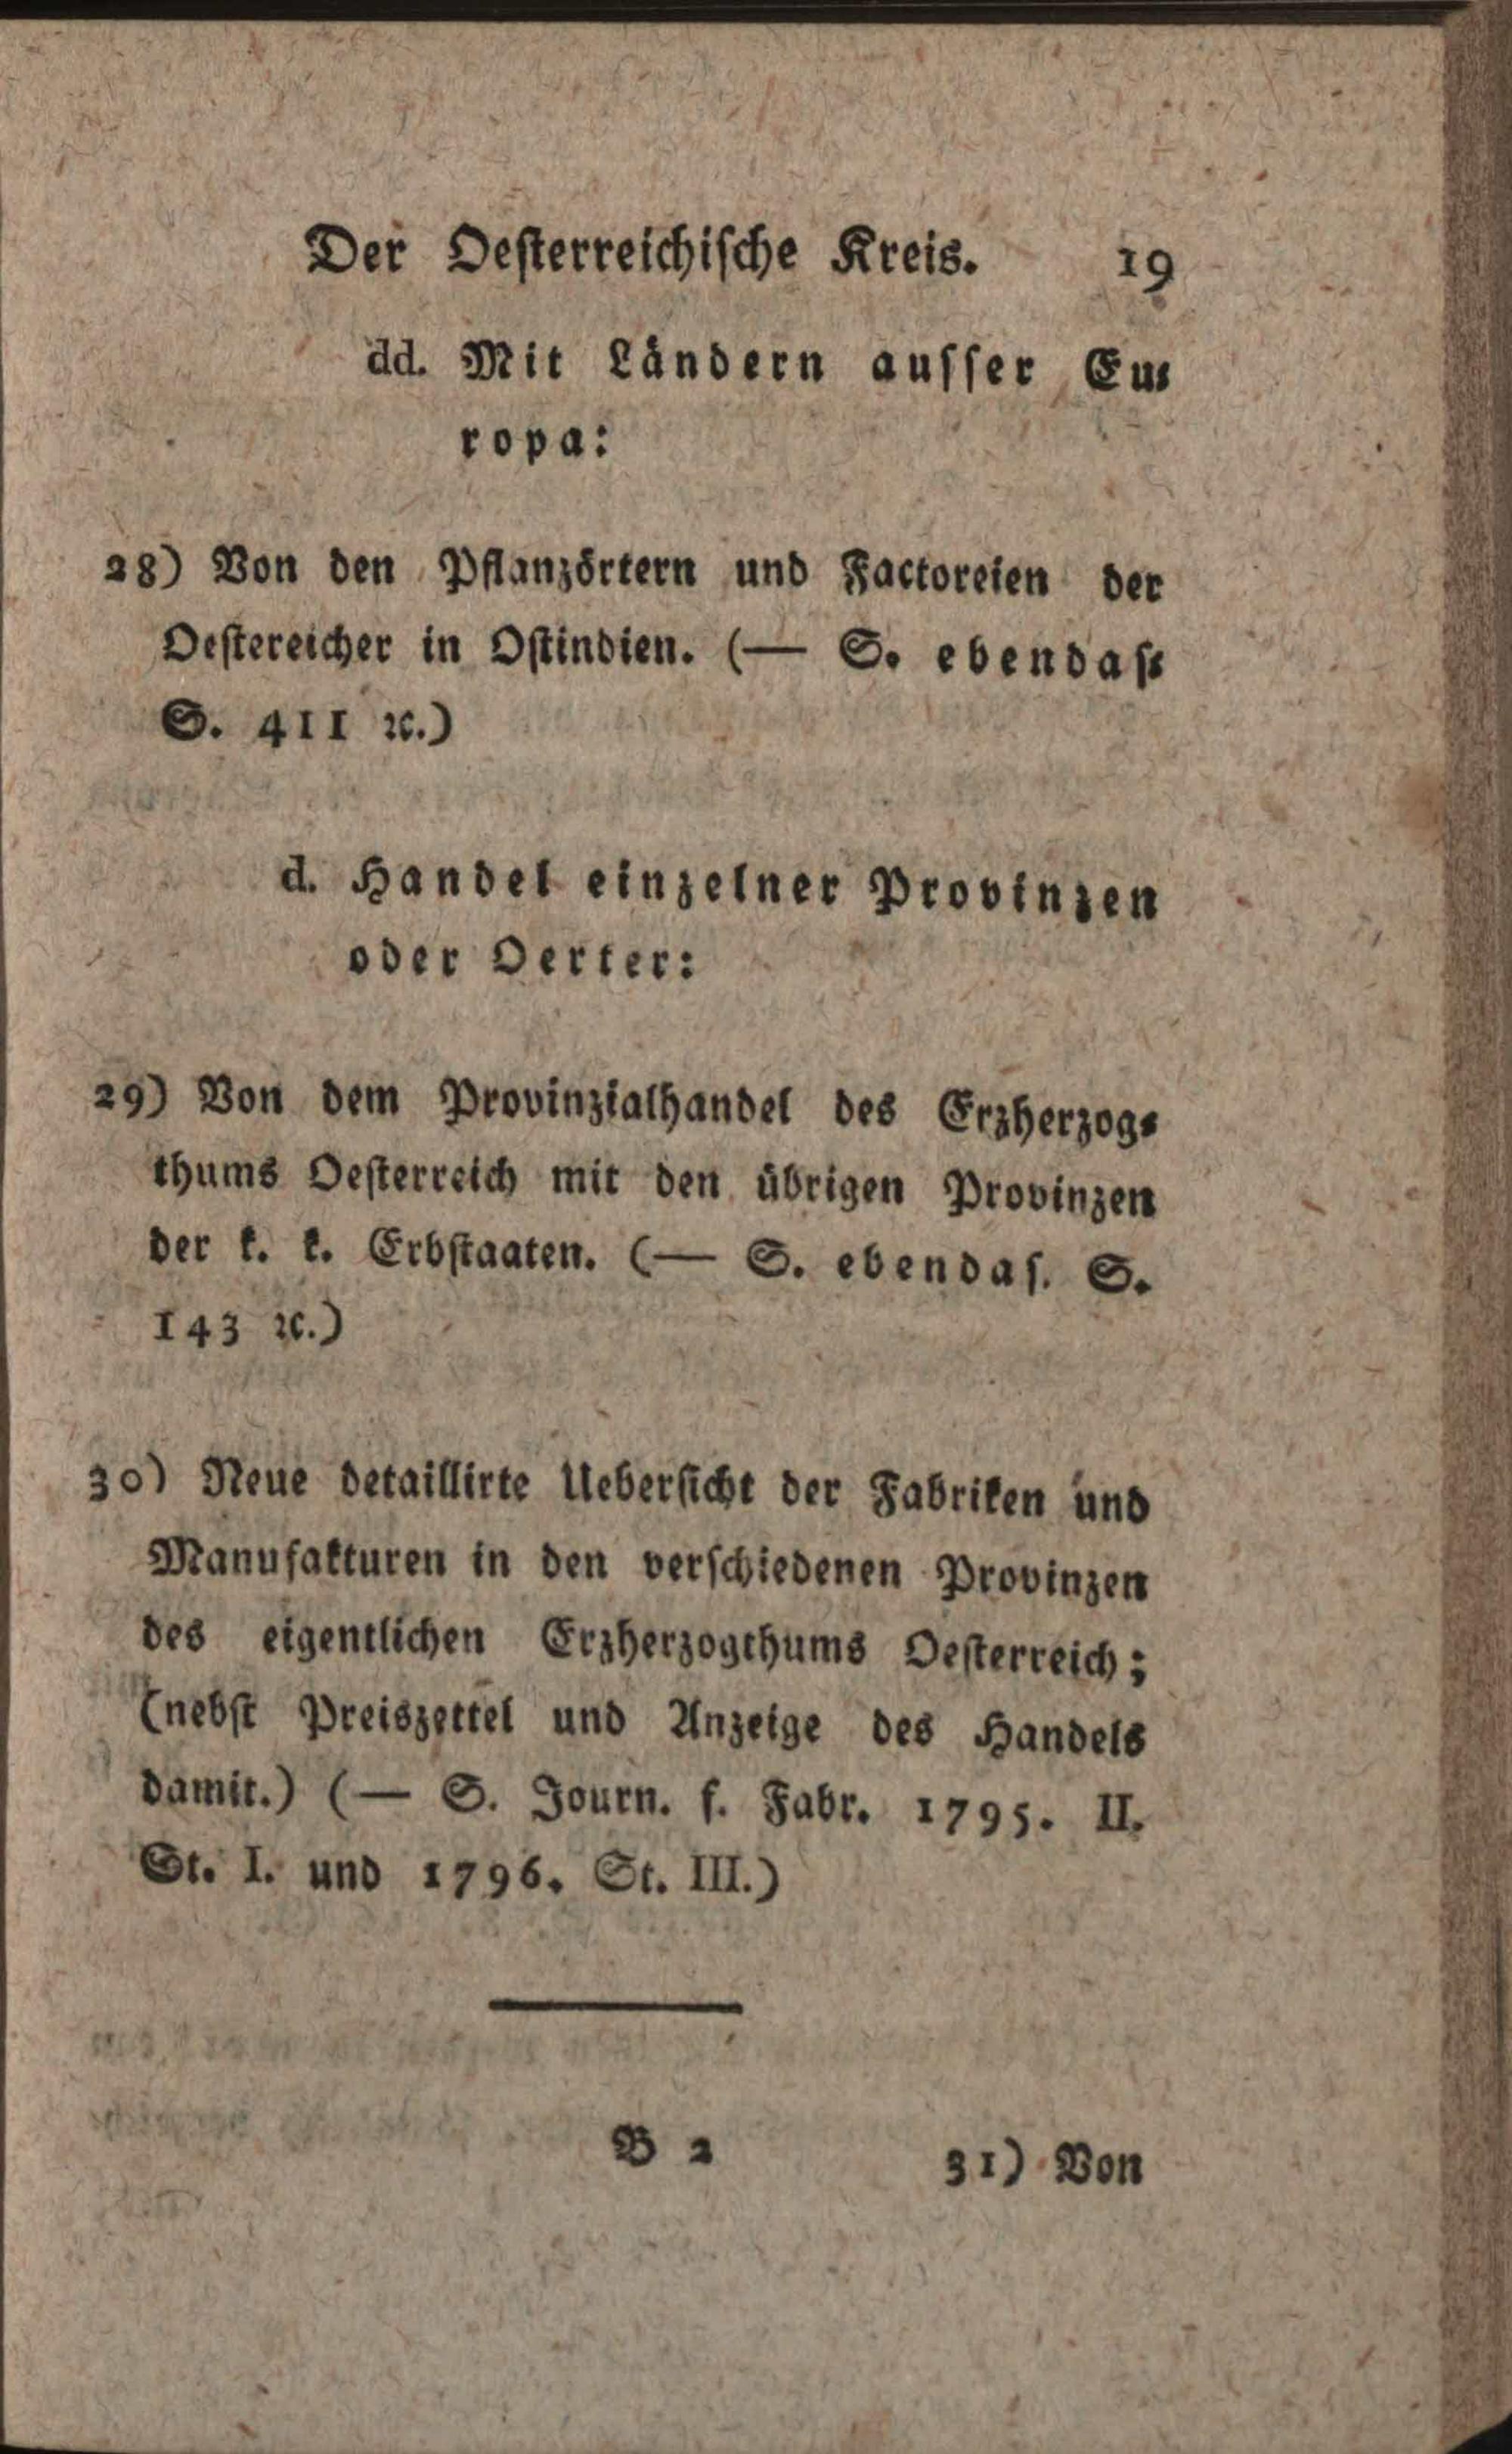 Der Oesterreichische Kreis. 19
dd. Mit Ländern ausser Eu-
ropa:
28) Von den Pflanzörtern und Factoreien der
Oestereicher in Ostindien. (— S. ebendas.
S. 411 ꝛc.)
d. Handel einzelner Provinzen
oder Oerter:
29) Von dem Provinzialhandel des Erzherzog-
thums Oesterreich mit den übrigen Provinzen
der k. k. Erbstaaten. (— S. ebendas. S.
143 ꝛc.)
30) Neue detaillirte Uebersicht der Fabriken und
Manufakturen in den verschiedenen Provinzen
des eigentlichen Erzherzogthums Oesterreich;
(nebst Preiszettel und Anzeige des Handels
damit.) (— S. Journ. f. Fabr. 1795. II.
St. I. und 1796. St. III.)
B 2 31) Von